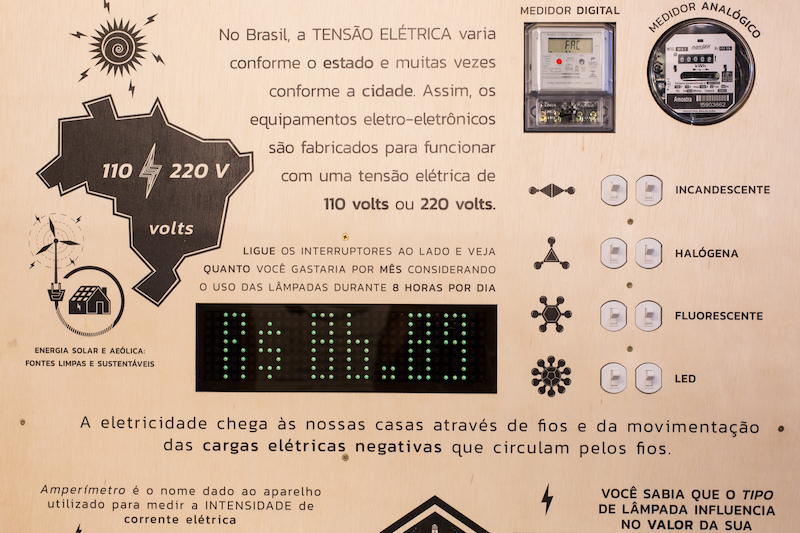 No Brasil, a TENSÃO ELÉTRICA varia
conforme o estado e muitas vezes
conforme a cidade. Assim, os
equipamentos eletro-eletrônicos
são fabricados para funcionar
com uma tensão elétrica de
110 volts ou 220 volts.
110 220 V
volts
ENERGIA SOLAR E AEÓLICA:
FONTES LIMPAS E SUSTENTÁVEIS
LIGUE OS INTERRUPTORES AO LADO E VEJA
QUANTO VOCÊ GASTARIA POR MÊS CONSIDERANDO
O USO DAS LÂMPADAS DURANTE 8 HORAS POR DIA
R$ 06.09
MEDIDOR DIGITAL
MEDIDOR ANALÓGICO
kWh
Amostra
INCANDESCENTE
HALÓGENA
FLUORESCENTE
LED
A eletricidade chega às nossas casas através de fios e da movimentação
das cargas elétricas negativas que circulam pelos fios.
Amperímetro é o nome dado ao aparelho
utilizado para medir a INTENSIDADE de
corrente elétrica
VOCÊ SABIA QUE O TIPO
DE LÂMPADA INFLUENCIA
NO VALOR DA SUA